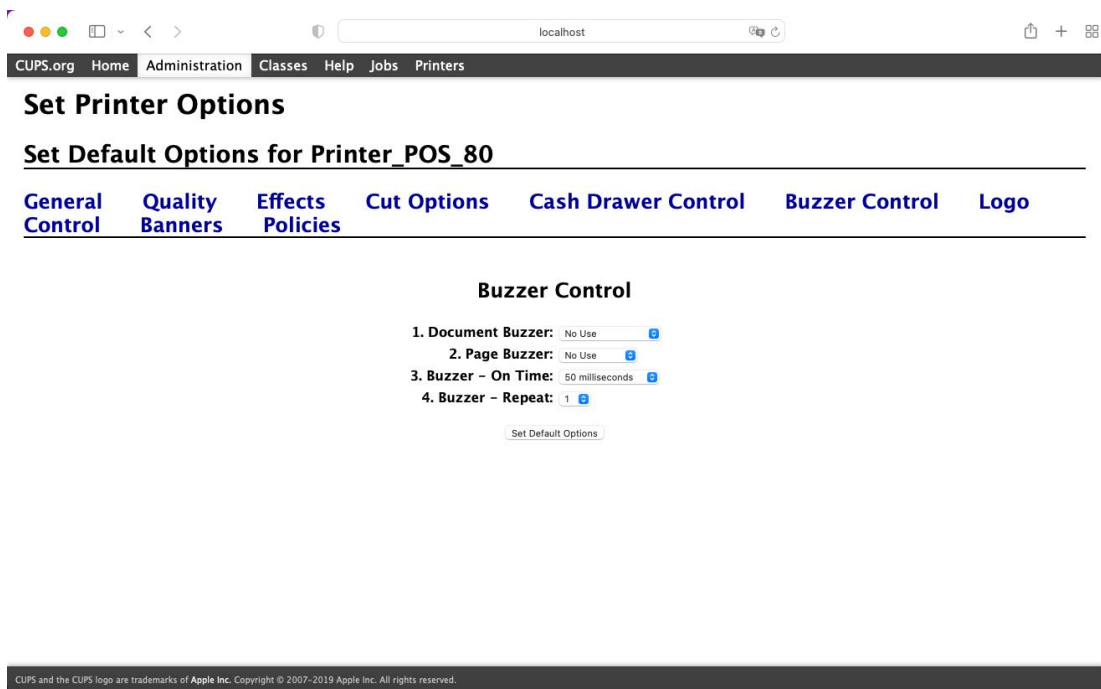 localhost
CUPS.org Home Administration Classes Help Jobs Printers
Set Printer Options
Set Default Options for Printer_POS_80
General Quality Effects Cut Options Cash Drawer Control Buzzer Control Logo
Control Banners Policies
Buzzer Control
1. Document Buzzer: No Use
2. Page Buzzer: No Use
3. Buzzer - On Time: 50 milliseconds
4. Buzzer - Repeat: 1
Set Default Options
CUPS and the CUPS logo are trademarks of Apple Inc. Copyright © 2007-2019 Apple Inc. All rights reserved.